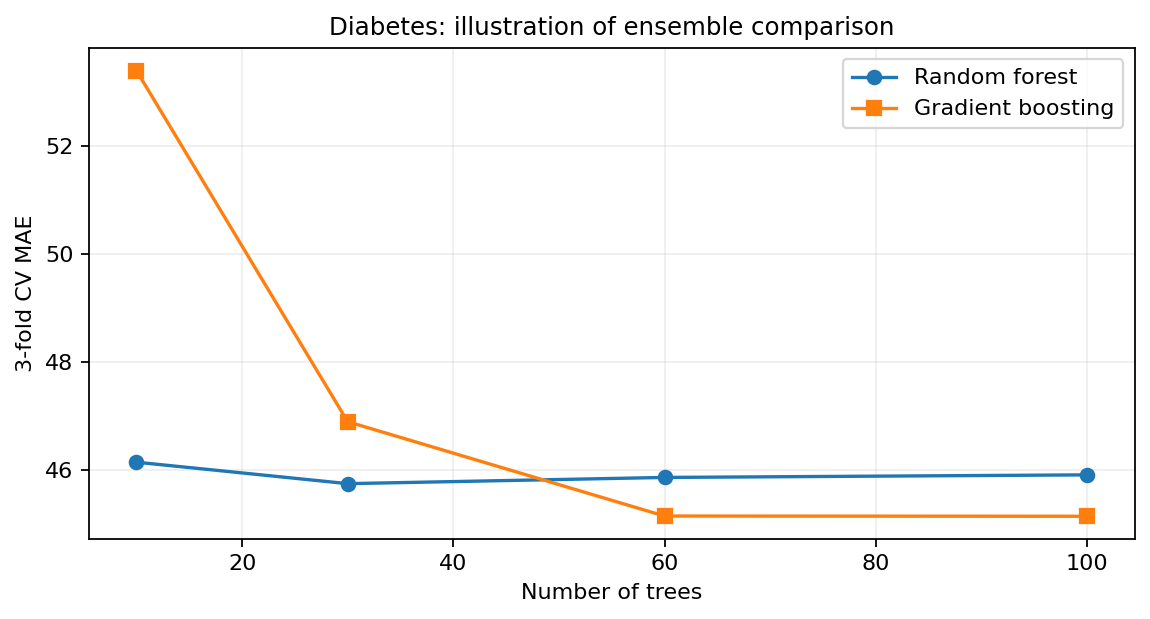 Diabetes: illustration of ensemble comparison
Random forest
Gradient boosting
3-fold CV MAE
52
50
48
46
20
40
60
80
100
Number of trees